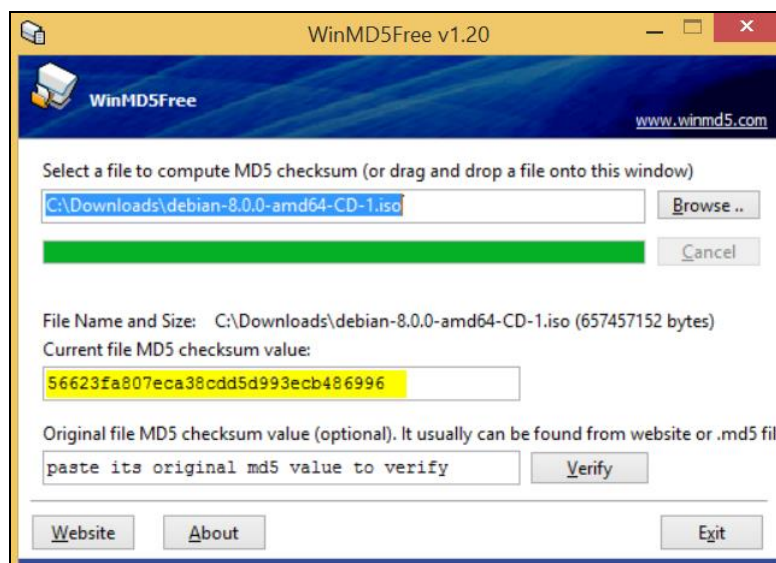 WinMD5Free v1.20
WinMD5Free
www.winmd5.com
Select a file to compute MD5 checksum (or drag and drop a file onto this window)
C:\Downloads\debian-8.0.0-amd64-CD-1.iso
Browse ..
Cancel
File Name and Size: C:\Downloads\debian-8.0.0-amd64-CD-1.iso (657457152 bytes)
Current file MD5 checksum value:
56623fa807eca38cdd5d993ecb486996
Original file MD5 checksum value (optional). It usually can be found from website or .md5 fil
paste its original md5 value to verify
Verify
Website About Exit